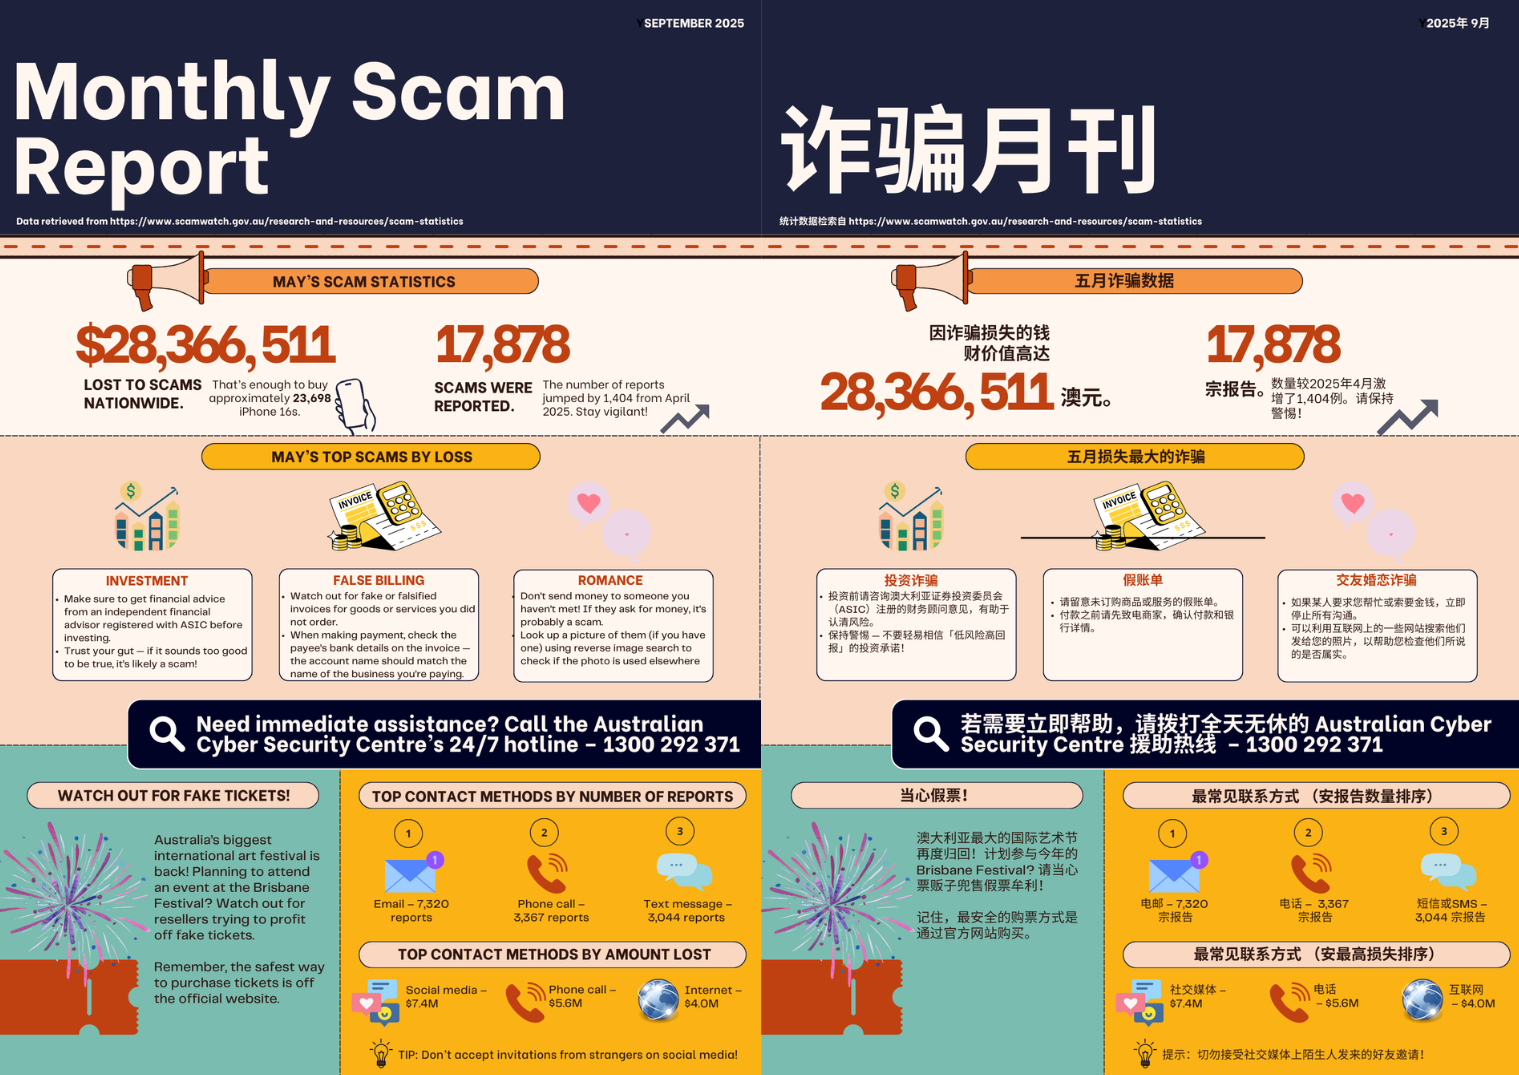 YSEPTEMBER 2025
Monthly Scam
Report
Data retrieved from https://www.scamwatch.gov.au/research-and-resources/scam-statistics
MAY'S SCAM STATISTICS
$28,366,511
LOST TO SCAMS
NATIONWIDE.
That's enough to buy
approximately 23,698
iPhone 16s.
17,878
SCAMS WERE
REPORTED.
The number of reports
jumped by 1,404 from April
2025. Stay vigilant!
MAY'S TOP SCAMS BY LOSS
$
INVOICE
$$$
INVESTMENT
• Make sure to get financial advice
from an independent financial
advisor registered with ASIC before
investing.
• Trust your gut – if it sounds too good
to be true, it's likely a scam!
FALSE BILLING
• Watch out for fake or falsified
invoices for goods or services you did
not order.
• When making payment, check the
payee's bank details on the invoice –
the account name should match the
name of the business you're paying.
ROMANCE
• Don't send money to someone you
haven't met! If they ask for money, it's
probably a scam.
• Look up a picture of them (if you have
one) using reverse image search to
check if the photo is used elsewhere
Need immediate assistance? Call the Australian
Cyber Security Centre's 24/7 hotline – 1300 292 371
WATCH OUT FOR FAKE TICKETS!
Australia's biggest
international art festival is
back! Planning to attend
an event at the Brisbane
Festival? Watch out for
resellers trying to profit
off fake tickets.
Remember, the safest way
to purchase tickets is off
the official website.
TOP CONTACT METHODS BY NUMBER OF REPORTS
1
2
3
1
Email – 7,320
reports
Phone call –
3,367 reports
Text message –
3,044 reports
TOP CONTACT METHODS BY AMOUNT LOST
Social media –
$7.4M
Phone call –
$5.6M
Internet –
$4.0M
TIP: Don't accept invitations from strangers on social media!
Y2025年 9月
诈骗月刊
统计数据检索自 https://www.scamwatch.gov.au/research-and-resources/scam-statistics
五月诈骗数据
因诈骗损失的钱
财价值高达
28,366,511 澳元。
17,878
宗报告。
数量较2025年4月激
增了1,404例。请保持
警惕！
五月损失最大的诈骗
$
INVOICE
$$$
投资诈骗
• 投资前请咨询澳大利亚证券投资委员会
（ASIC）注册的财务顾问意见，有助于
认清风险。
• 保持警惕 – 不要轻易相信「低风险高回
报」的投资承诺！
假账单
• 请留意未订购商品或服务的假账单。
• 付款之前请先致电商家，确认付款和银
行详情。
交友婚恋诈骗
• 如果某人要求您帮忙或索要金钱，立即
停止所有沟通。
• 可以利用互联网上的一些网站搜索他们
发给您的照片，以帮助您检查他们所说
的是否属实。
若需要立即帮助，请拨打全天无休的 Australian Cyber
Security Centre 援助热线 – 1300 292 371
当心假票！
澳大利亚最大的国际艺术节
再度归回！计划参与今年的
Brisbane Festival? 请当心
票贩子兜售假票牟利！
记住，最安全的购票方式是
通过官方网站购买。
最常见联系方式 （安报告数量排序）
1
2
3
1
电邮 – 7,320
宗报告
电话 – 3,367
宗报告
短信或SMS –
3,044 宗报告
最常见联系方式 （安最高损失排序）
社交媒体 –
$7.4M
电话
– $5.6M
互联网
– $4.0M
提示：切勿接受社交媒体上陌生人发来的好友邀请！